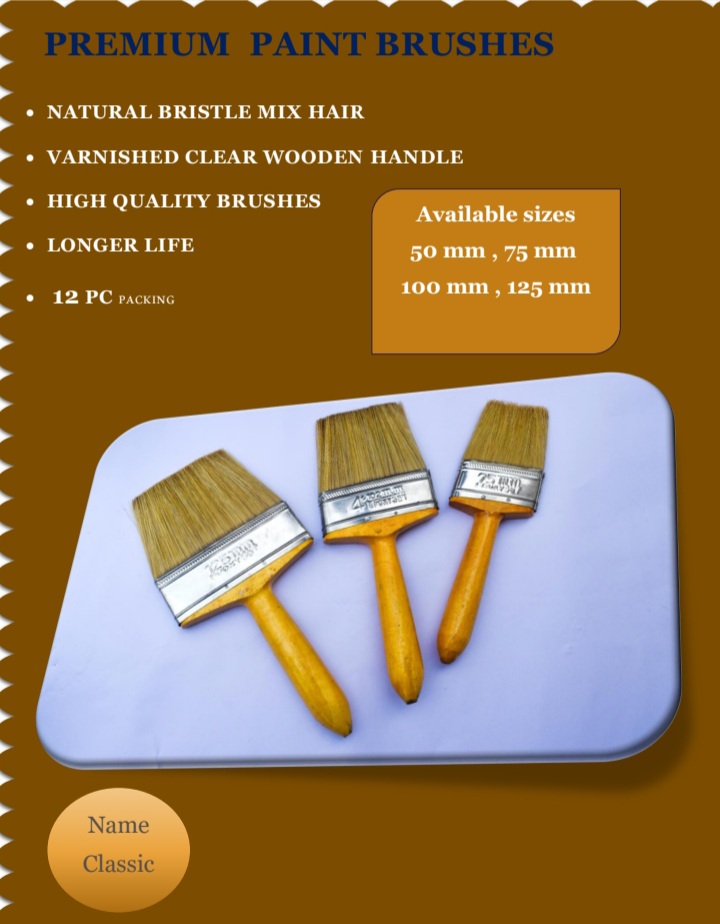 PREMIUM PAINT BRUSHES
• NATURAL BRISTLE MIX HAIR
• VARNISHED CLEAR WOODEN HANDLE
• HIGH QUALITY BRUSHES
• LONGER LIFE
• 12 PC PACKING
Available sizes
50 mm , 75 mm
100 mm , 125 mm
Name
Classic